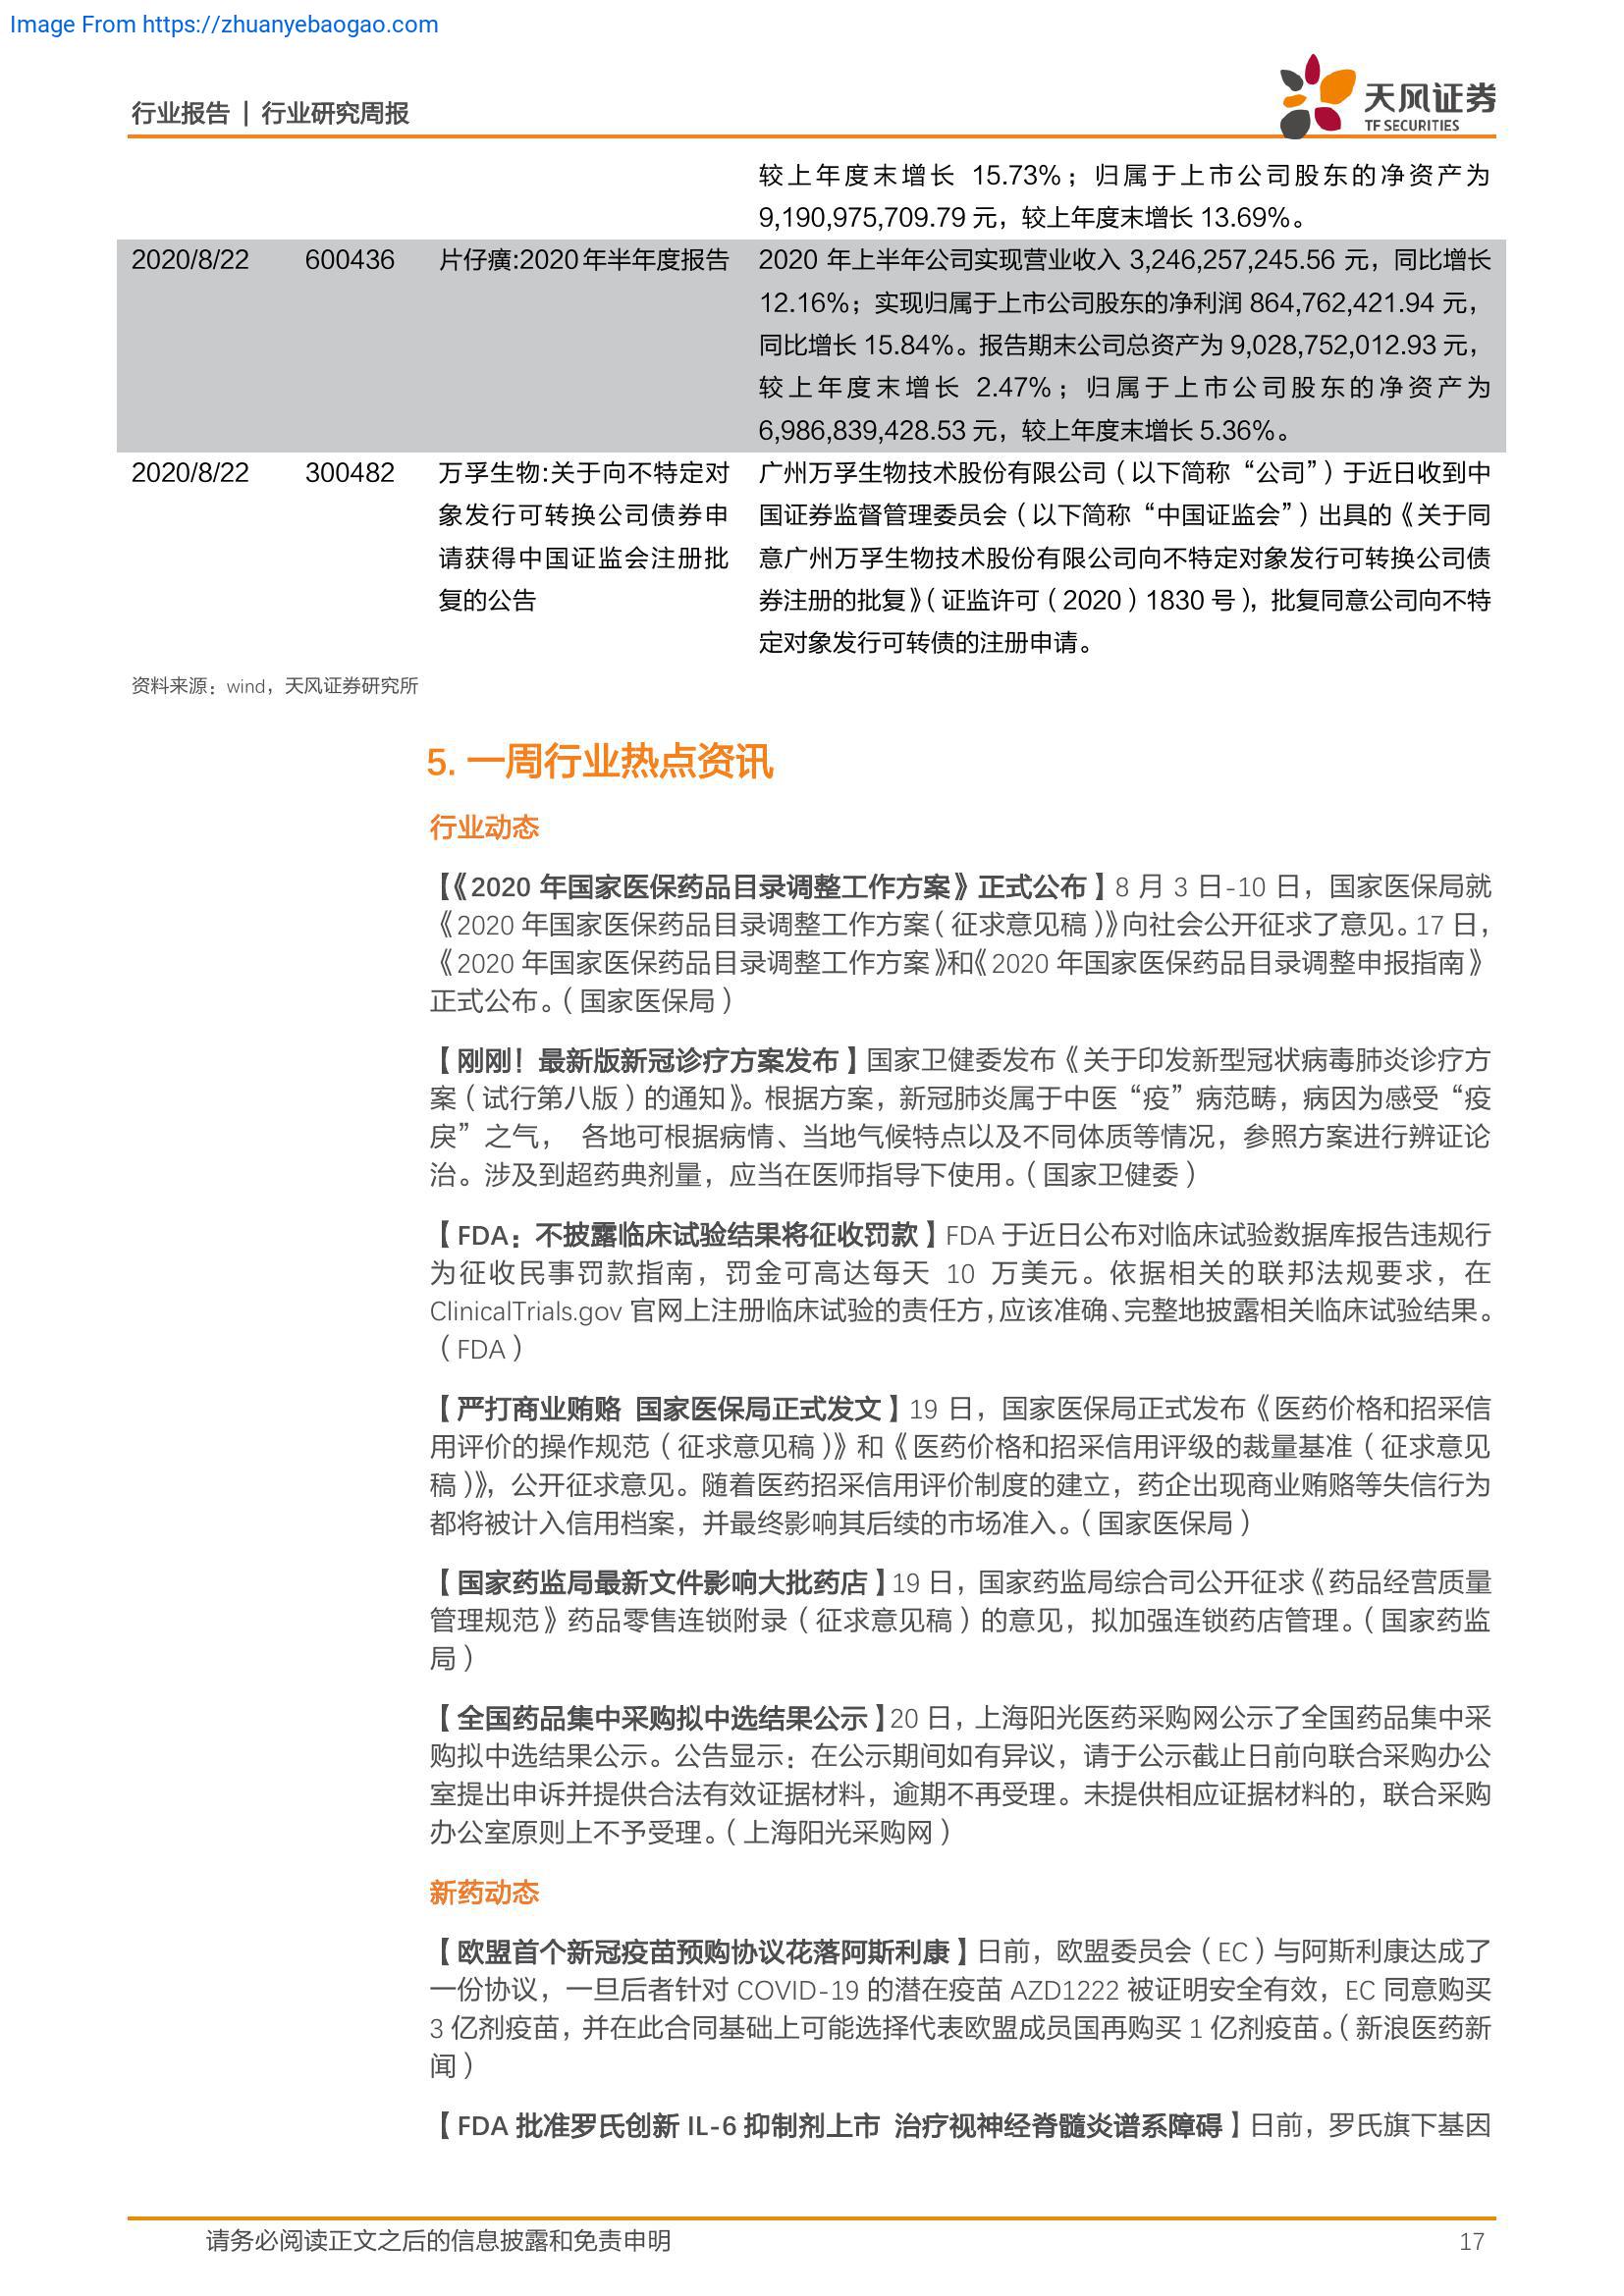 Image From https://zhuanyebaogao.com
行业报告 | 行业研究周报
天风证券
TF SECURITIES
较上年度末增长 15.73%；归属于上市公司股东的净资产为
9,190,975,709.79 元，较上年度末增长 13.69%。
2020/8/22 600436 片仔癀:2020 年半年度报告 2020 年上半年公司实现营业收入 3,246,257,245.56 元，同比增长
12.16%；实现归属于上市公司股东的净利润 864,762,421.94 元，
同比增长 15.84%。报告期末公司总资产为 9,028,752,012.93 元，
较上年度末增长 2.47%；归属于上市公司股东的净资产为
6,986,839,428.53 元，较上年度末增长 5.36%。
2020/8/22 300482 万孚生物:关于向不特定对 广州万孚生物技术股份有限公司（以下简称“公司”）于近日收到中
象发行可转换公司债券申 国证券监督管理委员会（以下简称“中国证监会”）出具的《关于同
请获得中国证监会注册批 意广州万孚生物技术股份有限公司向不特定对象发行可转换公司债
复的公告 券注册的批复》（证监许可（2020）1830 号），批复同意公司向不特
定对象发行可转债的注册申请。
资料来源：wind，天风证券研究所
5. 一周行业热点资讯
行业动态
【《2020 年国家医保药品目录调整工作方案》正式公布】8 月 3 日-10 日，国家医保局就
《2020 年国家医保药品目录调整工作方案（征求意见稿）》向社会公开征求了意见。17 日，
《2020 年国家医保药品目录调整工作方案》和《2020 年国家医保药品目录调整申报指南》
正式公布。（国家医保局）
【刚刚！最新版新冠诊疗方案发布】国家卫健委发布《关于印发新型冠状病毒肺炎诊疗方
案（试行第八版）的通知》。根据方案，新冠肺炎属于中医“疫”病范畴，病因为感受“疫
戾”之气， 各地可根据病情、当地气候特点以及不同体质等情况，参照方案进行辨证论
治。涉及到超药典剂量，应当在医师指导下使用。（国家卫健委）
【FDA：不披露临床试验结果将征收罚款】FDA 于近日公布对临床试验数据库报告违规行
为征收民事罚款指南，罚金可高达每天 10 万美元。依据相关的联邦法规要求，在
ClinicalTrials.gov 官网上注册临床试验的责任方，应该准确、完整地披露相关临床试验结果。
（FDA）
【严打商业贿赂 国家医保局正式发文】19 日，国家医保局正式发布《医药价格和招采信
用评价的操作规范（征求意见稿）》和《医药价格和招采信用评级的裁量基准（征求意见
稿）》，公开征求意见。随着医药招采信用评价制度的建立，药企出现商业贿赂等失信行为
都将被计入信用档案，并最终影响其后续的市场准入。（国家医保局）
【国家药监局最新文件影响大批药店】19 日，国家药监局综合司公开征求《药品经营质量
管理规范》药品零售连锁附录（征求意见稿）的意见，拟加强连锁药店管理。（国家药监
局）
【全国药品集中采购拟中选结果公示】20 日，上海阳光医药采购网公示了全国药品集中采
购拟中选结果公示。公告显示：在公示期间如有异议，请于公示截止日前向联合采购办公
室提出申诉并提供合法有效证据材料，逾期不再受理。未提供相应证据材料的，联合采购
办公室原则上不予受理。（上海阳光采购网）
新药动态
【欧盟首个新冠疫苗预购协议花落阿斯利康】日前，欧盟委员会（EC）与阿斯利康达成了
一份协议，一旦后者针对 COVID-19 的潜在疫苗 AZD1222 被证明安全有效，EC 同意购买
3 亿剂疫苗，并在此合同基础上可能选择代表欧盟成员国再购买 1 亿剂疫苗。（新浪医药新
闻）
【FDA 批准罗氏创新 IL-6 抑制剂上市 治疗视神经脊髓炎谱系障碍】日前，罗氏旗下基因
请务必阅读正文之后的信息披露和免责申明 17